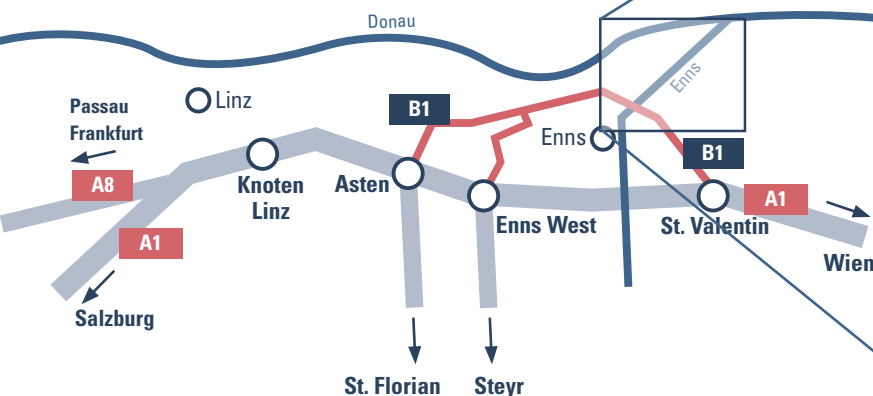 Donau
Linz
Passau
Frankfurt
B1
Enns
Enns
B1
A8
Knoten
Linz
Asten
A1
Enns West
St. Valentin
A1
Wien
Salzburg
St. Florian
Steyr